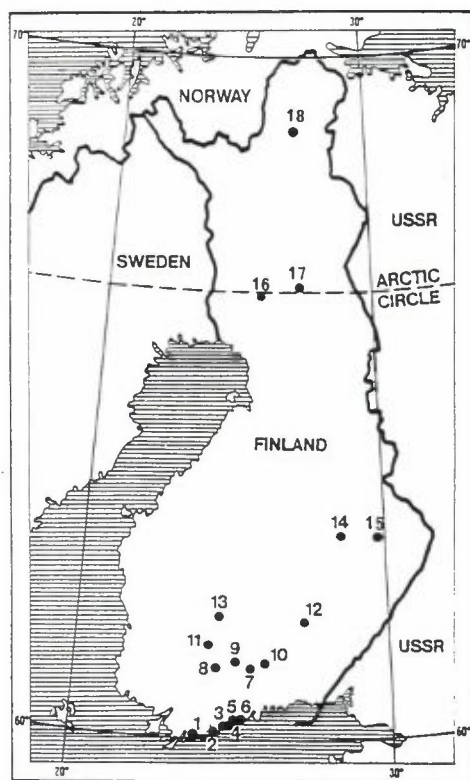 20° 30°
70° 70°
NORWAY
18
USSR
SWEDEN
ARCTIC
CIRCLE
17
16
FINLAND
14 15
13
12
11
9
10
8
7
USSR
5 6
3
1
4
2
60° 60°
20° 30°